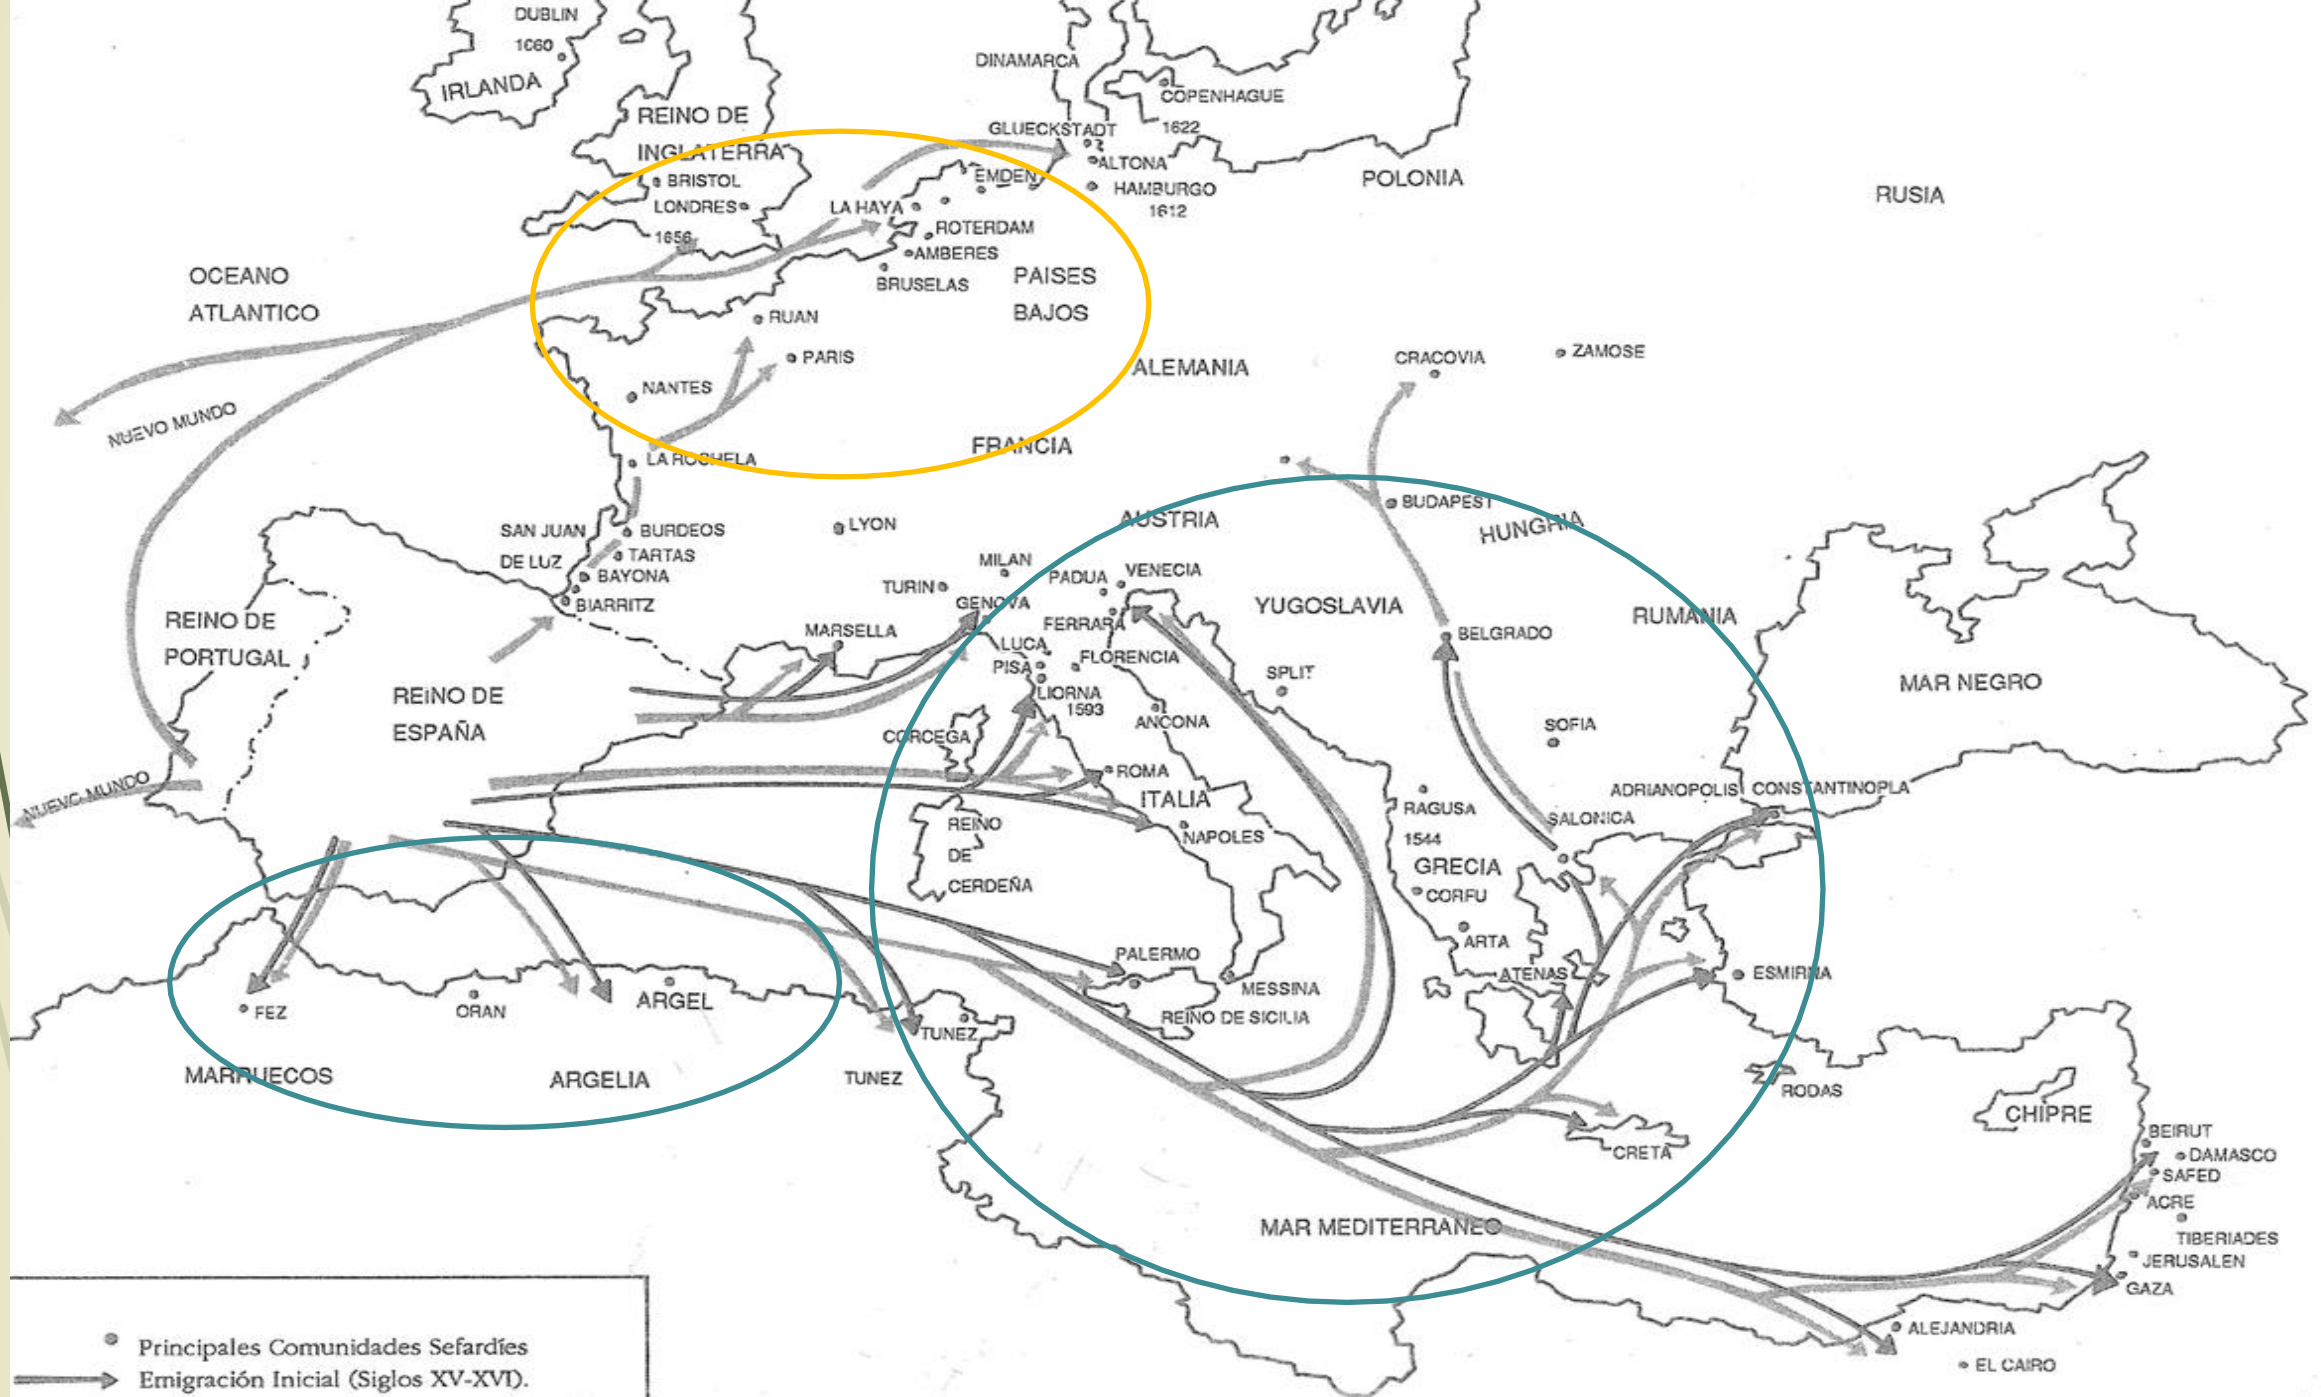 DUBLIN
1660
IRLANDA
REINO DE
INGLATERRA
BRISTOL
LONDRES
1656
DINAMARCA
COPENHAGUE
1622
GLUECKSTADT
ALTONA
HAMBURGO
1612
EMDEN
LA HAYA
ROTERDAM
AMBERES
BRUSELAS
PAISES
BAJOS
POLONIA
RUSIA
OCEANO
ATLANTICO
NUEVO MUNDO
RUAN
PARIS
NANTES
LA ROCHELA
ALEMANIA
FRANCIA
CRACOVIA
ZAMOSE
BUDAPEST
HUNGRIA
AUSTRIA
SAN JUAN
DE LUZ
BURDEOS
TARTAS
BAYONA
BIARRITZ
LYON
MILAN
TURIN
GENOVA
PADUA
VENECIA
FERRARA
MARSELLA
LUCA
PISA
FLORENCIA
LIORNA
1593
ANCONA
YUGOSLAVIA
RUMANIA
BELGRADO
SPLIT
SOFIA
MAR NEGRO
REINO DE
PORTUGAL
REINO DE
ESPAÑA
NUEVO MUNDO
CORCEGA
ROMA
ITALIA
NAPOLES
REINO
DE
CERDEÑA
RAGUSA
1544
ADRIANOPOLIS
CONSTANTINOPLA
SALONICA
GRECIA
CORFU
ARTA
ATENAS
ESMIRNA
PALERMO
MESSINA
REINO DE SICILIA
FEZ
ORAN
ARGEL
TUNEZ
MARRUECOS
ARGELIA
TUNEZ
RODAS
CHIPRE
CRETA
BEIRUT
DAMASCO
SAFED
ACRE
TIBERIADES
JERUSALEN
GAZA
MAR MEDITERRANEO
ALEJANDRIA
EL CAIRO
Principales Comunidades Sefardíes
Emigración Inicial (Siglos XV-XVI).